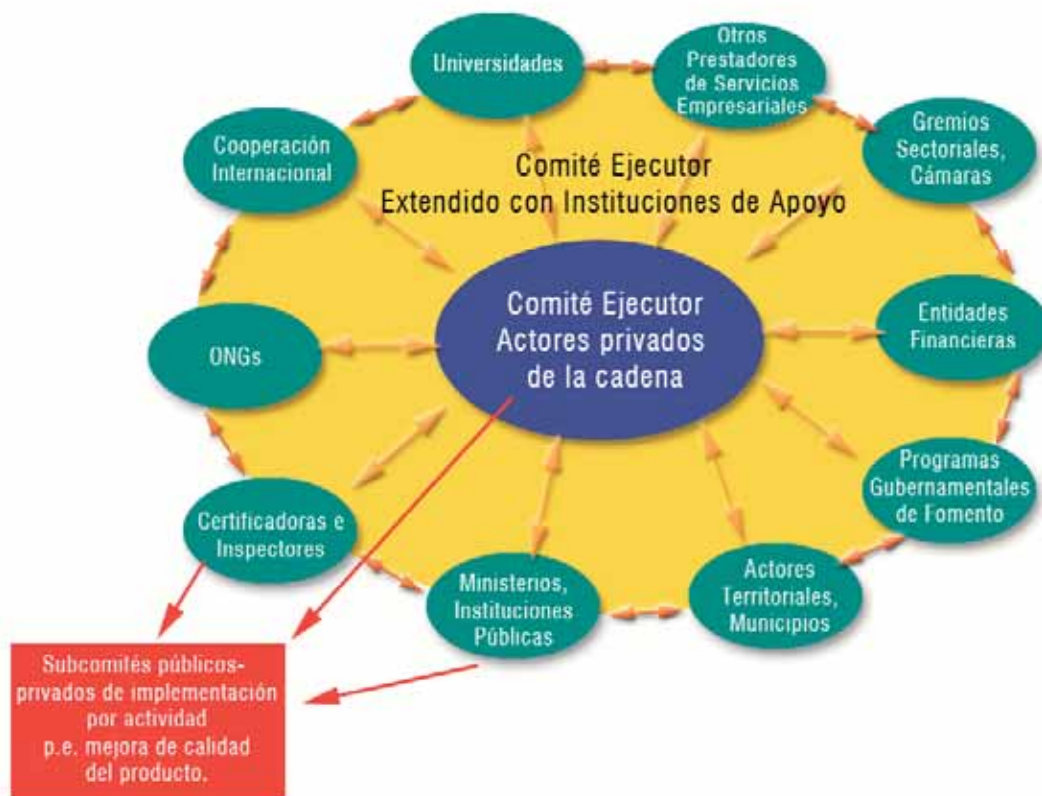 Universidades
Otros
Prestadores
de Servicios
Empresariales
Cooperación
Internacional
Gremios
Sectoriales,
Cámaras
Comité Ejecutor
Extendido con Instituciones de Apoyo
Comité Ejecutor
Actores privados
de la cadena
ONGs
Entidades
Financieras
Programas
Gubernamentales
de Fomento
Certificadoras e
Inspectores
Ministerios,
Instituciones
Públicas
Actores
Territoriales,
Municipios
Subcomités públicos-
privados de implementación
por actividad
p.e. mejora de calidad
del producto.